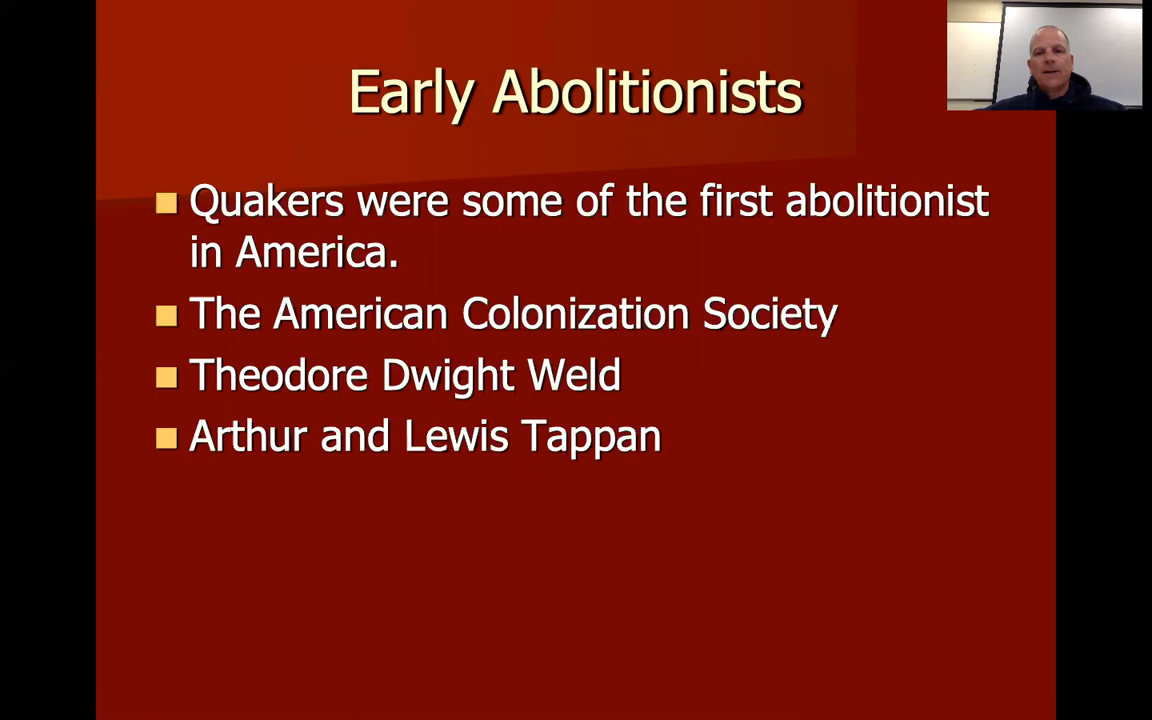 Early Abolitionists
Quakers were some of the first abolitionist
in America.
The American Colonization Society
Theodore Dwight Weld
Arthur and Lewis Tappan